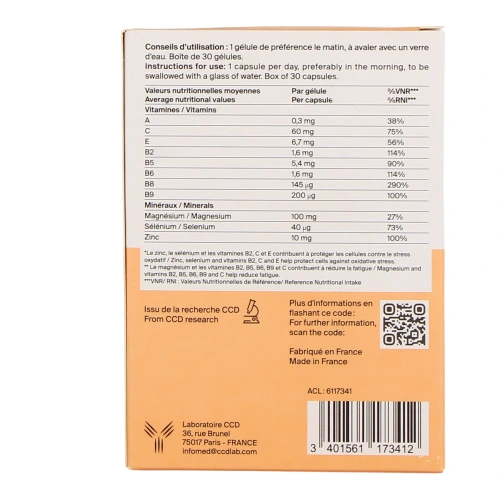 Conseils d'utilisation : 1 gélule de préférence le matin, à avaler avec un verre
d'eau. Boîte de 30 gélules.
Instructions for use: 1 capsule per day, preferably in the morning, to be
swallowed with a glass of water. Box of 30 capsules.
Valeurs nutritionnelles moyennes Par gélule %VNR***
Average nutritional values Per capsule %RNI***
Vitamines / Vitamins
A 0,3 mg 38%
C 60 mg 75%
E 6,7 mg 56%
B2 1,6 mg 114%
B5 5,4 mg 90%
B6 1,6 mg 114%
B8 145 µg 290%
B9 200 µg 100%
Minéraux / Minerals
Magnésium / Magnesium 100 mg 27%
Sélénium / Selenium 40 µg 73%
Zinc 10 mg 100%
*Le zinc, le sélénium et les vitamines B2, C et E contribuent à protéger les cellules contre le stress
oxydatif / Zinc, selenium and vitamins B2, C and E help protect cells against oxidative stress.
** Le magnésium et les vitamines B2, B5, B6, B9 et C contribuent à réduire la fatigue / Magnesium and
vitamins B2, B5, B6, B9 and C help reduce fatigue.
***VNR/ RNI : Valeurs Nutritionnelles de Référence/ Reference Nutritional Intake
Issu de la recherche CCD
From CCD research
Plus d'informations en
flashant ce code :
For further information,
scan the code:
Fabriqué en France
Made in France
ACL: 6117341
Laboratoire CCD
36, rue Brunel
75017 Paris - FRANCE
infomed@ccdlab.com
3 401561 173412